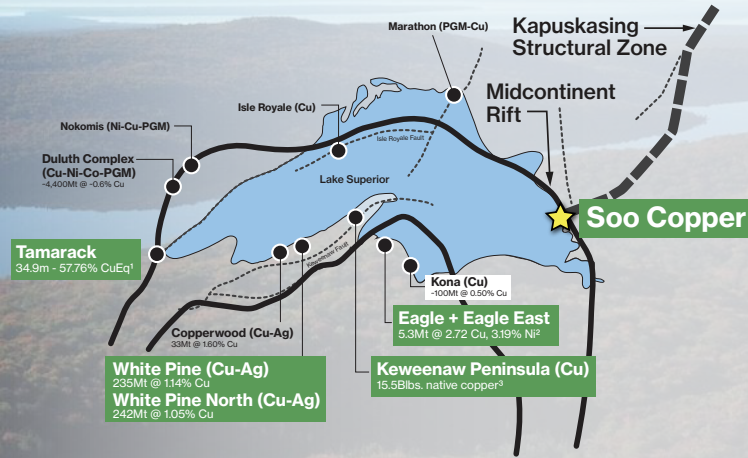 Marathon (PGM-Cu)
Kapuskasing
Structural Zone
Midcontinent
Rift
Isle Royale (Cu)
Nokomis (Ni-Cu-PGM)
Isle Royale Fault
Duluth Complex
(Cu-Ni-Co-PGM)
~4,400Mt @ ~0.6% Cu
Lake Superior
Soo Copper
Tamarack
34.9m - 57.76% CuEq¹
Keweenaw Fault
Kona (Cu)
~100Mt @ 0.50% Cu
Copperwood (Cu-Ag)
33Mt @ 1.60% Cu
Eagle + Eagle East
5.3Mt @ 2.72 Cu, 3.19% Ni²
White Pine (Cu-Ag)
235Mt @ 1.14% Cu
White Pine North (Cu-Ag)
242Mt @ 1.05% Cu
Keweenaw Peninsula (Cu)
15.5Blbs. native copper³